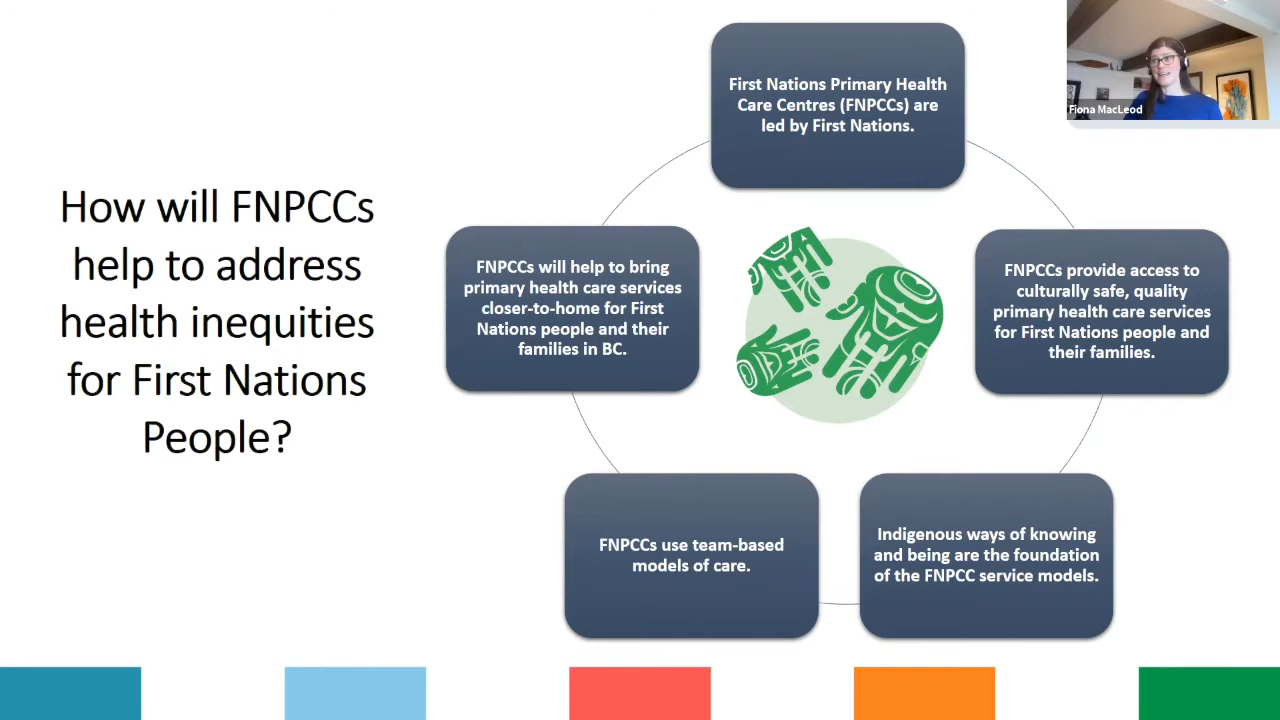 How will FNPCCs
help to address
health inequities
for First Nations
People?
First Nations Primary Health
Care Centres (FNPCCs) are
led by First Nations.
FNPCCs provide access to
culturally safe, quality
primary health care services
for First Nations people and
their families.
Indigenous ways of knowing
and being are the foundation
of the FNPCC service models.
FNPCCs use team-based
models of care.
FNPCCs will help to bring
primary health care services
closer-to-home for First
Nations people and their
families in BC.
Fiona MacLeod